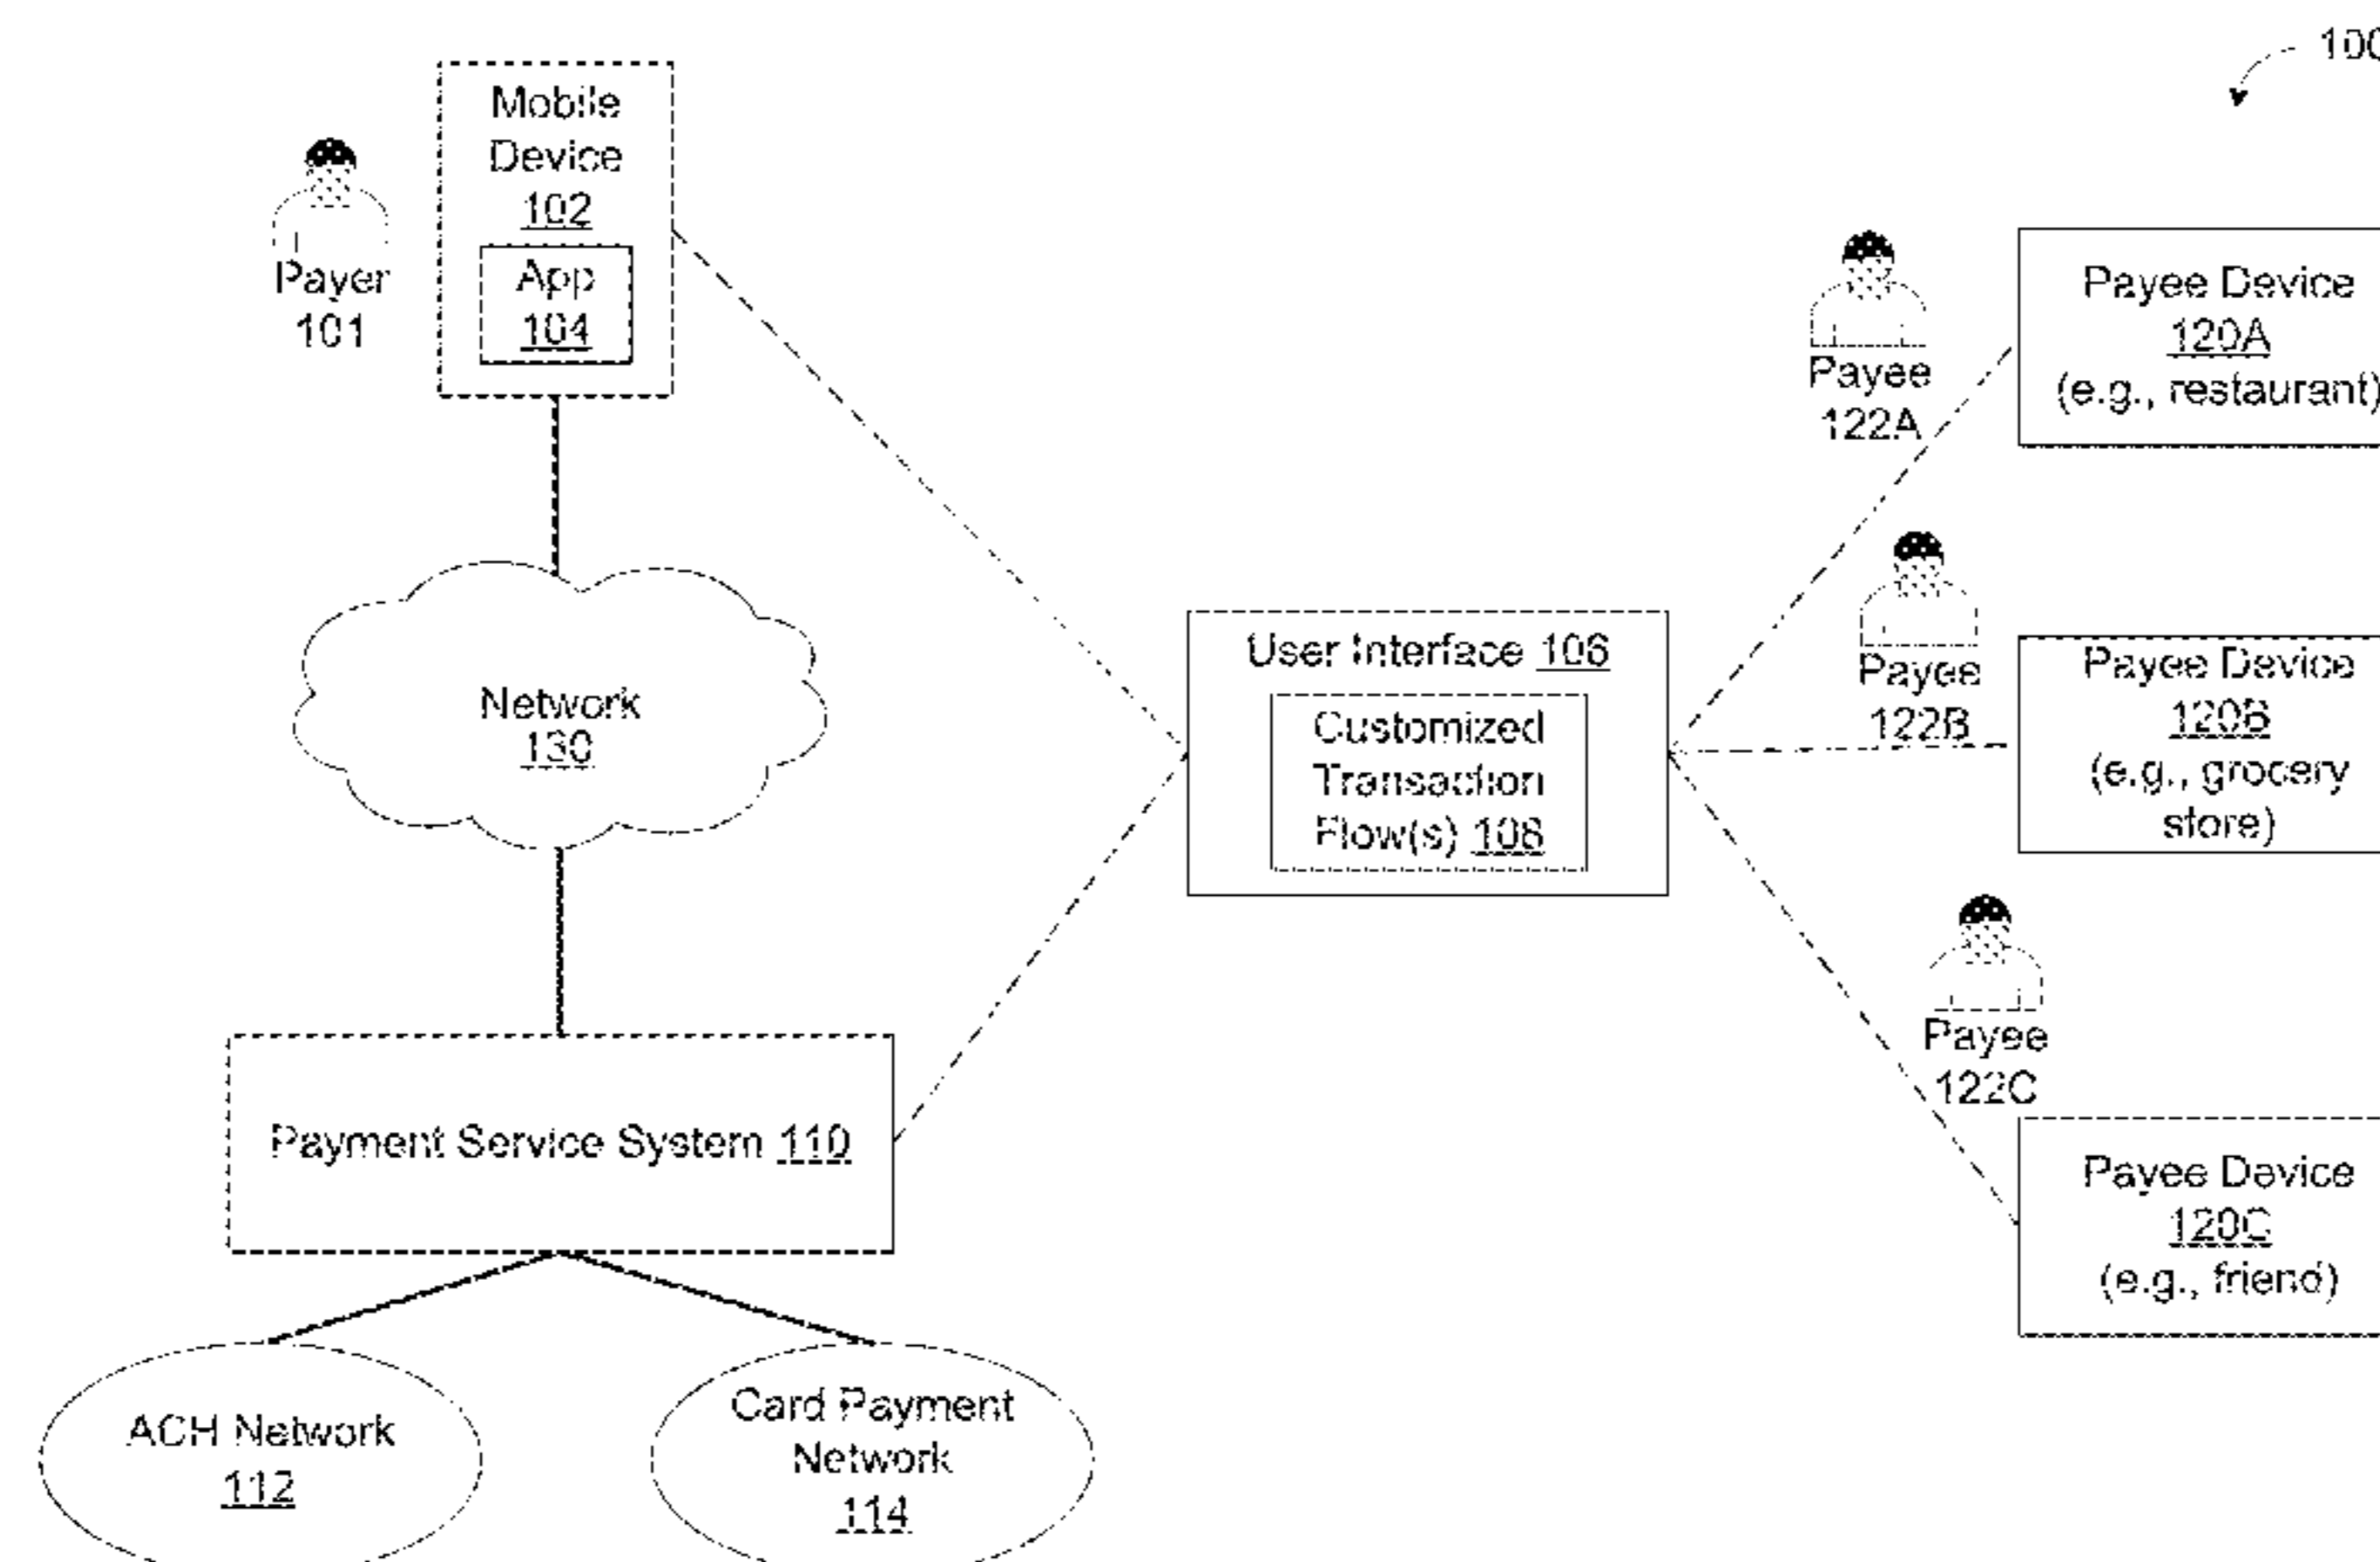 100
Mobile
Device
102
App
104
Payer
101
Payee
122A
Payee Device
120A
(e.g., restaurant)
Network
130
User Interface 106
Customized
Transaction
Flow(s) 108
Payee
122B
Payee Device
120B
(e.g., grocery
store)
Payment Service System 110
Payee
122C
Payee Device
120C
(e.g., friend)
ACH Network
112
Card Payment
Network
114